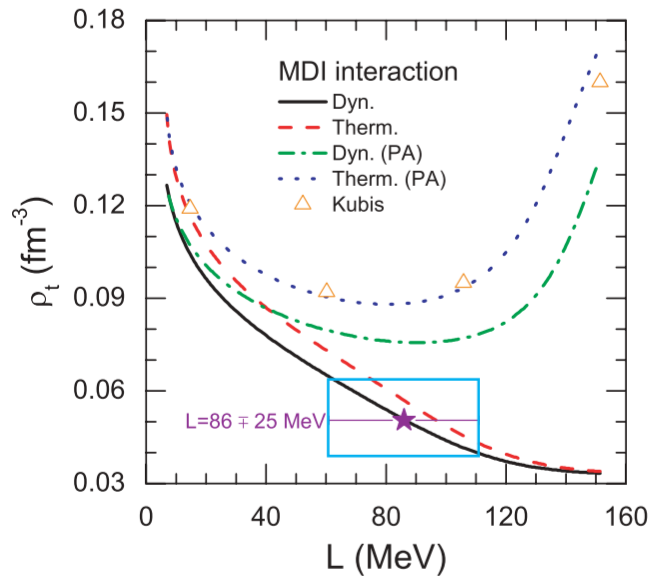 0.18
0.15
0.12
0.09
0.06
0.03
ρt (fm⁻³)
MDI interaction
Dyn.
Therm.
Dyn. (PA)
Therm. (PA)
Kubis
L=86 ∓ 25 MeV
0 40 80 120 160
L (MeV)